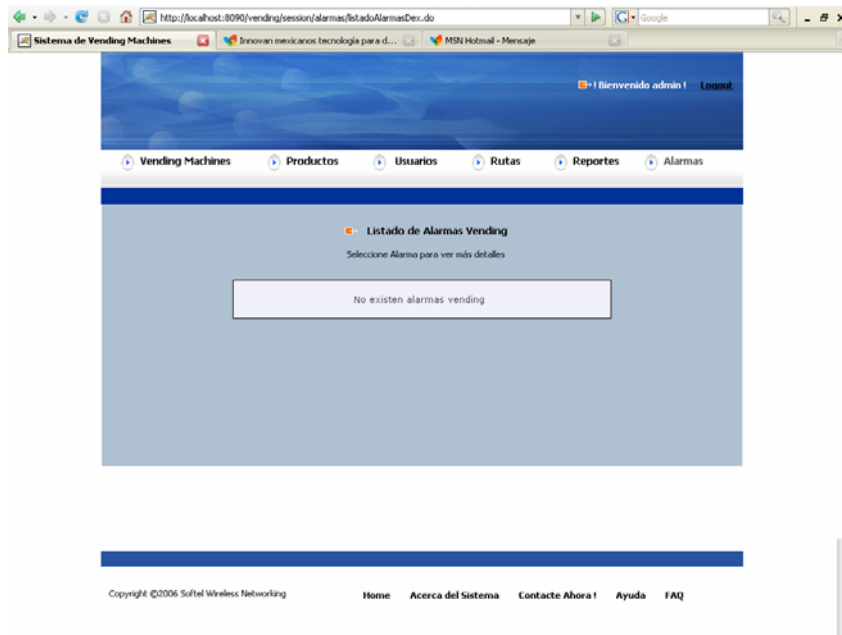 http://localhost:8090/vending/session/alarmas/listadoAlarmasDex.do
Google
Sistema de Vending Machines
Innovan mexicanos tecnología para d...
MSN Hotmail - Mensaje
! Bienvenido admin !
Logout
Vending Machines
Productos
Usuarios
Rutas
Reportes
Alarmas
Listado de Alarmas Vending
Seleccione Alarma para ver más detalles
No existen alarmas vending
Copyright ©2006 Softel Wireless Networking
Home
Acerca del Sistema
Contacte Ahora !
Ayuda
FAQ